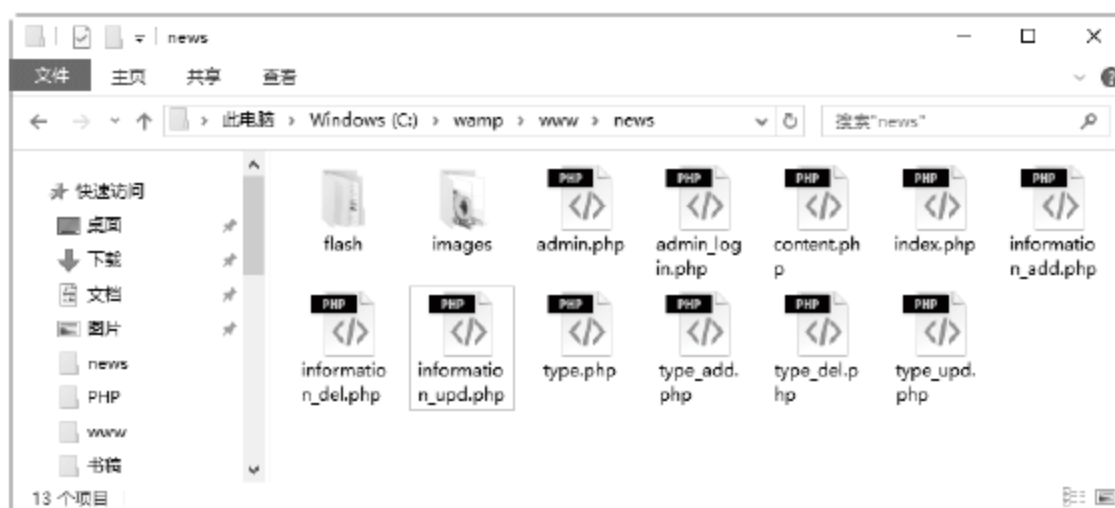 news
文件 主页 共享 查看
此电脑 > Windows (C:) > wamp > www > news
搜索"news"
快速访问
桌面
下载
文档
图片
news
PHP
www
书稿
flash
images
PHP
admin.php
PHP
admin_log
in.php
PHP
content.ph
p
PHP
index.php
PHP
informatio
n_add.php
PHP
informatio
n_del.php
PHP
informatio
n_upd.php
PHP
type.php
PHP
type_add.
php
PHP
type_del.p
hp
PHP
type_upd.
php
13 个项目